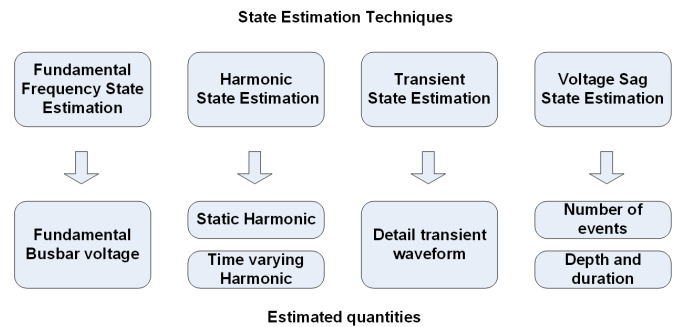 State Estimation Techniques
Fundamental
Frequency State
Estimation
Harmonic
State Estimation
Transient
State Estimation
Voltage Sag
State Estimation
Fundamental
Busbar voltage
Static Harmonic
Time varying
Harmonic
Detail transient
waveform
Number of
events
Depth and
duration
Estimated quantities